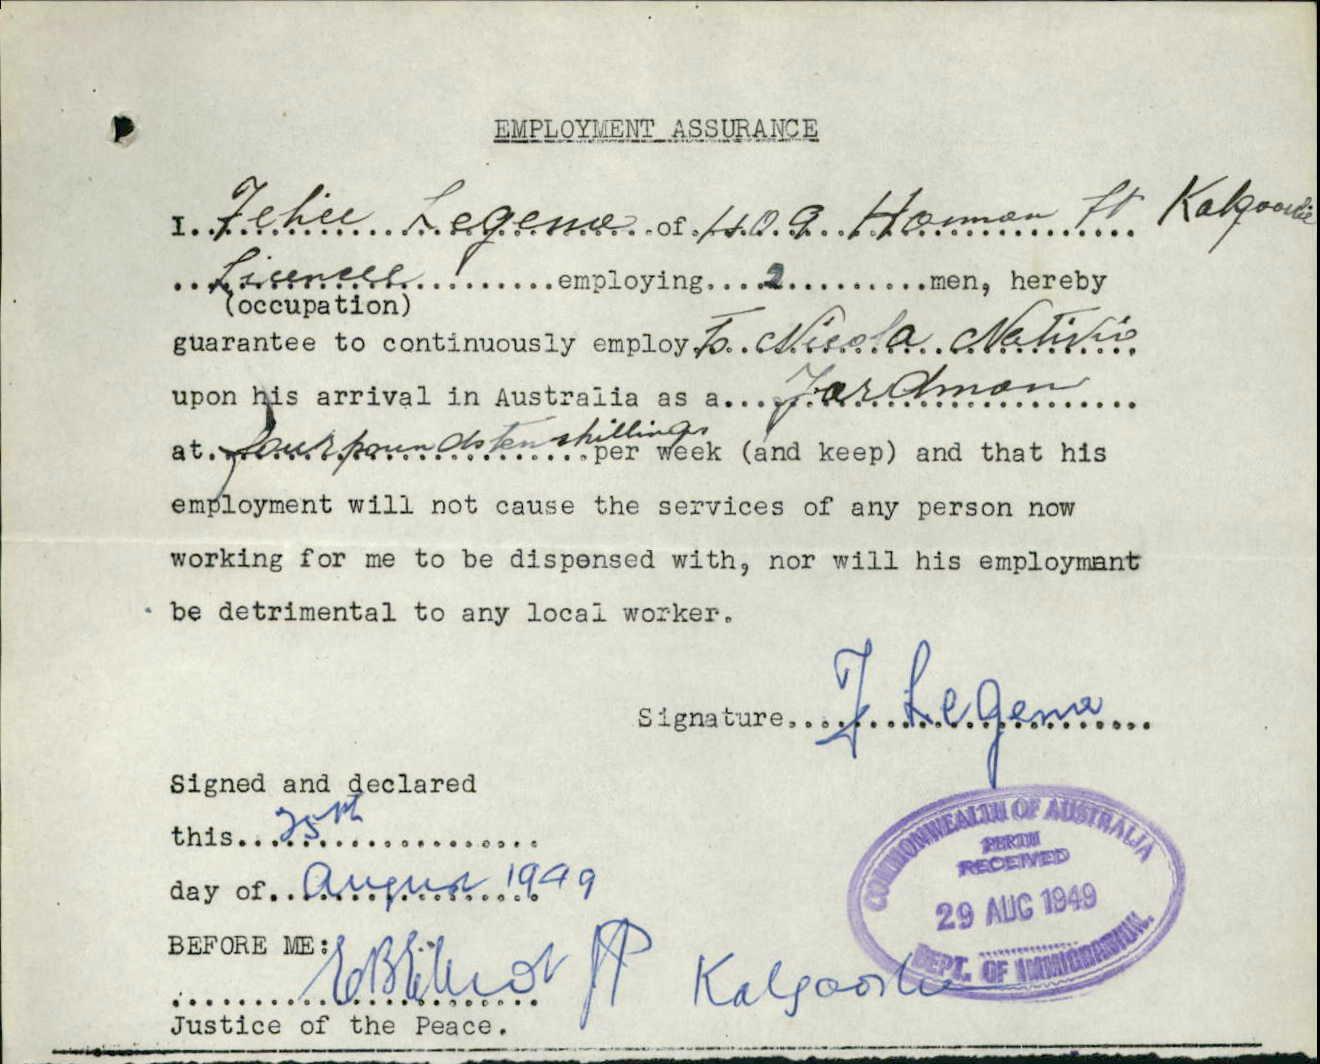 EMPLOYMENT ASSURANCE
I. Felice Legena of 409 Hannan St Kalgoorlie
Licencee employing 2 men, hereby
(occupation)
guarantee to continuously employ to Nicola Nativio
upon his arrival in Australia as a Yardman
at four pounds ten shillings per week (and keep) and that his
employment will not cause the services of any person now
working for me to be dispensed with, nor will his employmant
be detrimental to any local worker.
Signature F Legena
Signed and declared
this 25th
day of August 1949
BEFORE ME:
JP Kalgoorlie
Justice of the Peace.
COMMONWEALTH OF AUSTRALIA
PERTH
RECEIVED
29 AUG 1949
DEPT. OF IMMIGRATION.